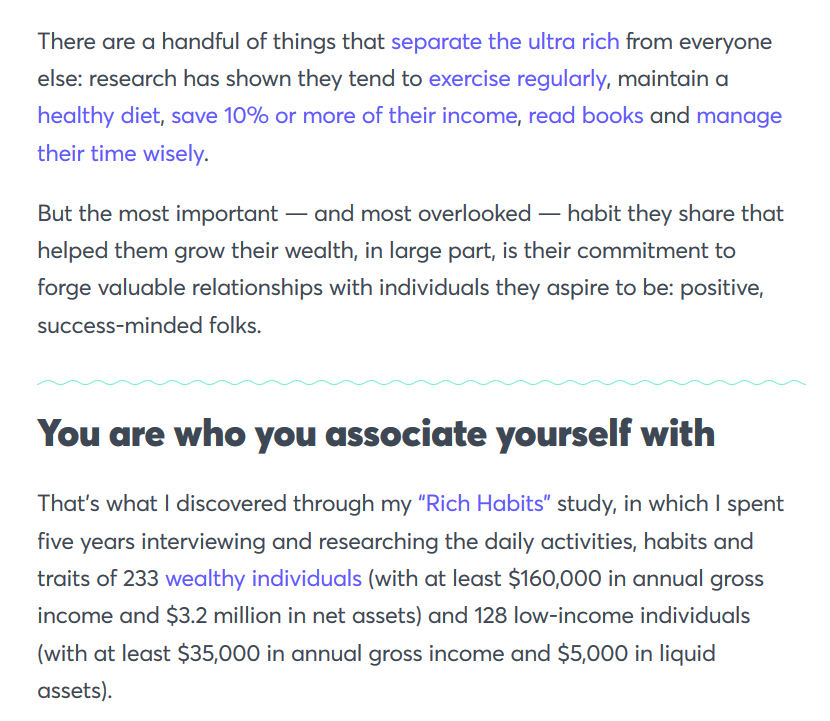 There are a handful of things that separate the ultra rich from everyone
else: research has shown they tend to exercise regularly, maintain a
healthy diet, save 10% or more of their income, read books and manage
their time wisely.
But the most important — and most overlooked — habit they share that
helped them grow their wealth, in large part, is their commitment to
forge valuable relationships with individuals they aspire to be: positive,
success-minded folks.
You are who you associate yourself with
That's what I discovered through my “Rich Habits” study, in which I spent
five years interviewing and researching the daily activities, habits and
traits of 233 wealthy individuals (with at least $160,000 in annual gross
income and $3.2 million in net assets) and 128 low-income individuals
(with at least $35,000 in annual gross income and $5,000 in liquid
assets).